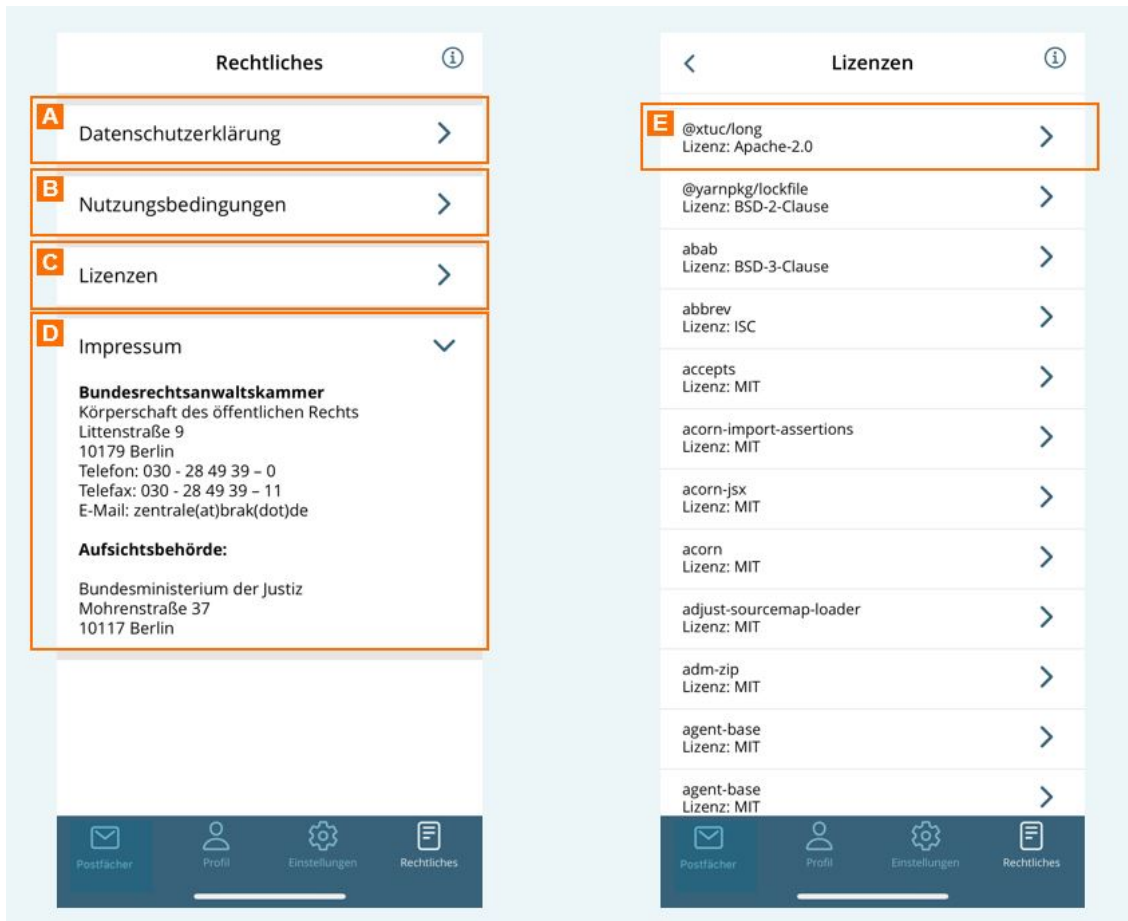 Rechtliches
A
Datenschutzerklärung
B
Nutzungsbedingungen
C
Lizenzen
D
Impressum
Bundesrechtsanwaltskammer
Körperschaft des öffentlichen Rechts
Littenstraße 9
10179 Berlin
Telefon: 030 - 28 49 39 – 0
Telefax: 030 - 28 49 39 – 11
E-Mail: zentrale(at)brak(dot)de
Aufsichtsbehörde:
Bundesministerium der Justiz
Mohrenstraße 37
10117 Berlin
Postfächer
Profil
Einstellungen
Rechtliches
Lizenzen
E
@xtuc/long
Lizenz: Apache-2.0
@yarnpkg/lockfile
Lizenz: BSD-2-Clause
abab
Lizenz: BSD-3-Clause
abbrev
Lizenz: ISC
accepts
Lizenz: MIT
acorn-import-assertions
Lizenz: MIT
acorn-jsx
Lizenz: MIT
acorn
Lizenz: MIT
adjust-sourcemap-loader
Lizenz: MIT
adm-zip
Lizenz: MIT
agent-base
Lizenz: MIT
agent-base
Lizenz: MIT
Postfächer
Profil
Einstellungen
Rechtliches